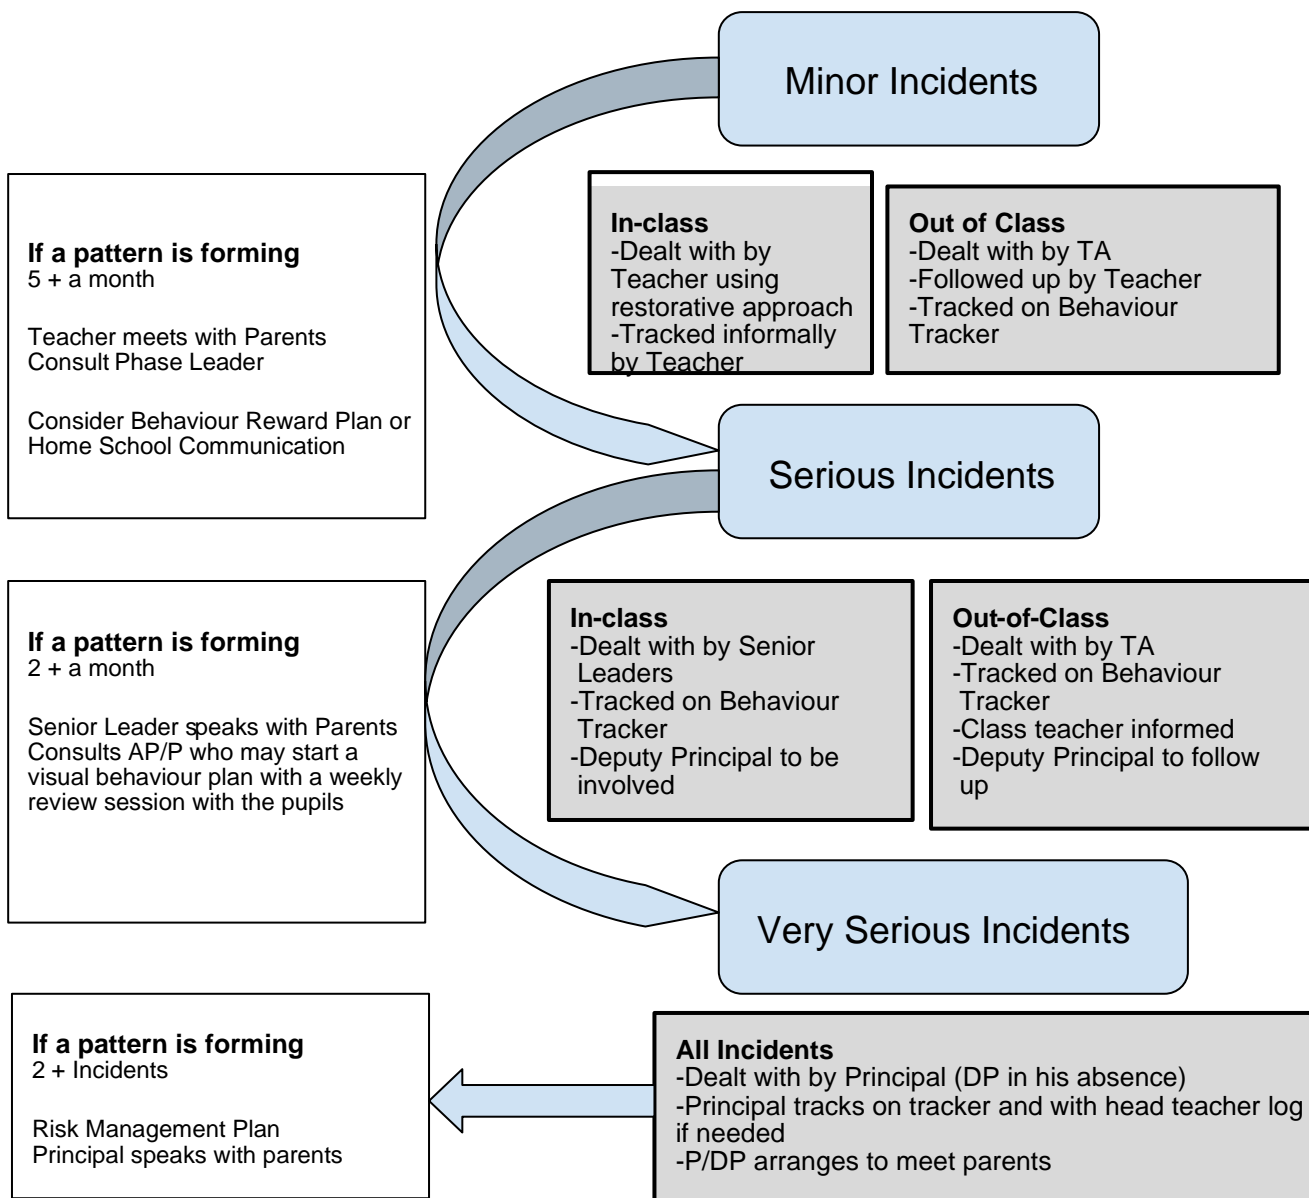 Minor Incidents
If a pattern is forming
5 + a month
Teacher meets with Parents
Consult Phase Leader
Consider Behaviour Reward Plan or
Home School Communication
In-class
-Dealt with by
Teacher using
restorative approach
-Tracked informally
by Teacher
Out of Class
-Dealt with by TA
-Followed up by Teacher
-Tracked on Behaviour
Tracker
Serious Incidents
If a pattern is forming
2 + a month
Senior Leader speaks with Parents
Consults AP/P who may start a
visual behaviour plan with a weekly
review session with the pupils
In-class
-Dealt with by Senior
Leaders
-Tracked on Behaviour
Tracker
-Deputy Principal to be
involved
Out-of-Class
-Dealt with by TA
-Tracked on Behaviour
Tracker
-Class teacher informed
-Deputy Principal to follow
up
Very Serious Incidents
If a pattern is forming
2 + Incidents
Risk Management Plan
Principal speaks with parents
All Incidents
-Dealt with by Principal (DP in his absence)
-Principal tracks on tracker and with head teacher log
if needed
-P/DP arranges to meet parents